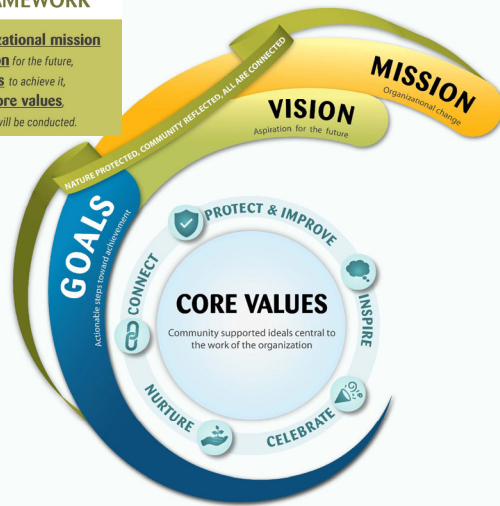 AMEWORK
zational mission
on for the future,
s to achieve it,
ore values,
will be conducted.
MISSION
Organizational change
VISION
Aspiration for the future
NATURE PROTECTED, COMMUNITY REFLECTED, ALL ARE CONNECTED
GOALS
Actionable steps toward achievement
PROTECT & IMPROVE
INSPIRE
CELEBRATE
NURTURE
CONNECT
CORE VALUES
Community supported ideals central to
the work of the organization